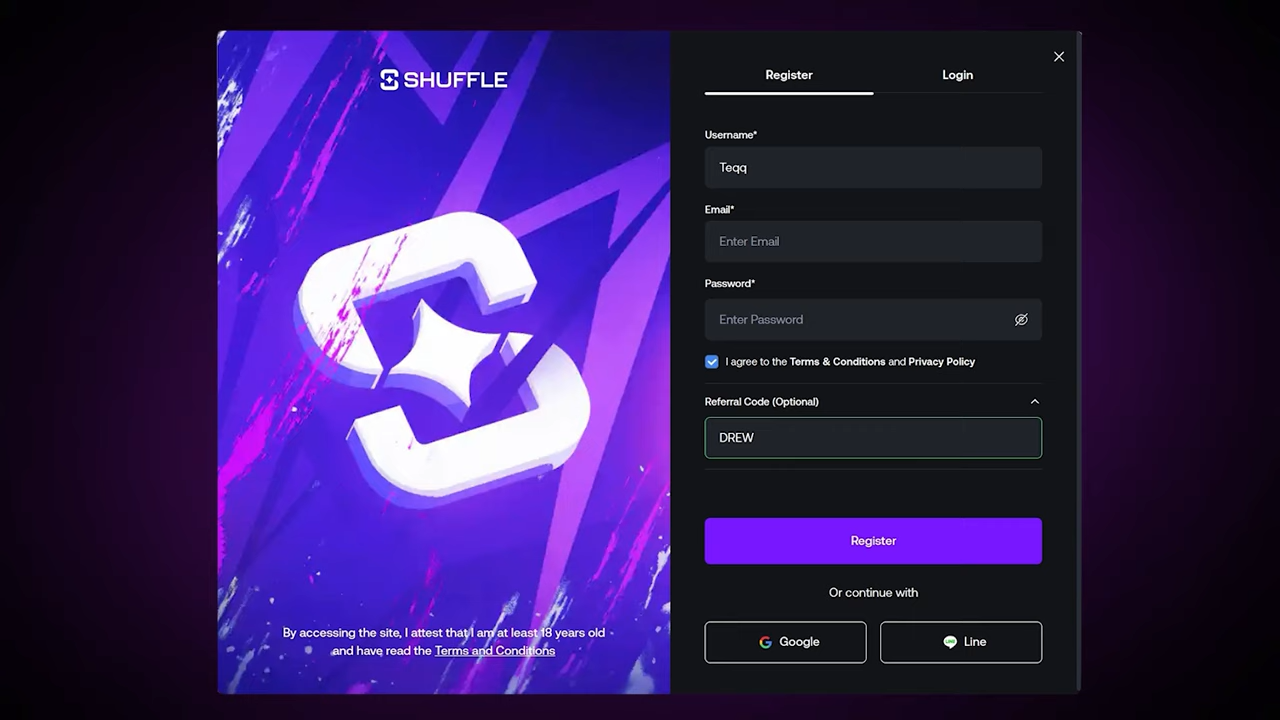 SHUFFLE
By accessing the site, I attest that I am at least 18 years old
and have read the Terms and Conditions
Register
Login
Username*
Teqq
Email*
Enter Email
Password*
Enter Password
I agree to the Terms & Conditions and Privacy Policy
Referral Code (Optional)
DREW
Register
Or continue with
Google
LINE Line